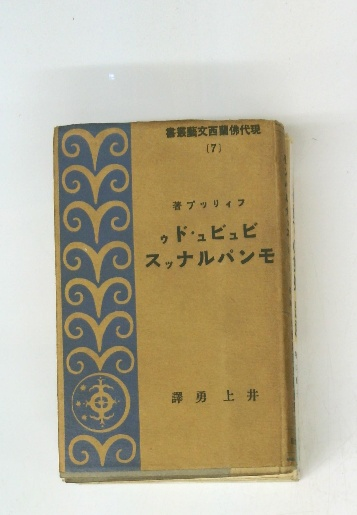 現代佛蘭西文藝叢書
(7)
フィリップ著
ビュビュ・ドゥ
モンパルナッス
井上勇譯